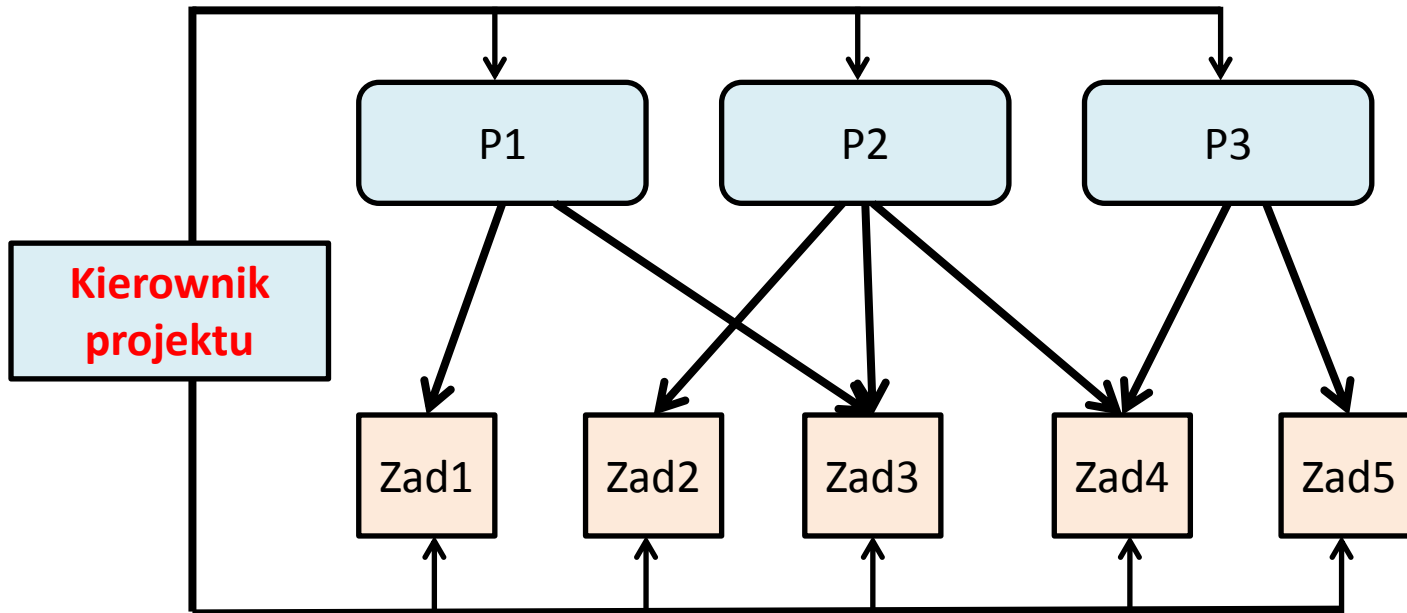 P1
P2
P3
Kierownik
projektu
Zad1
Zad2
Zad3
Zad4
Zad5